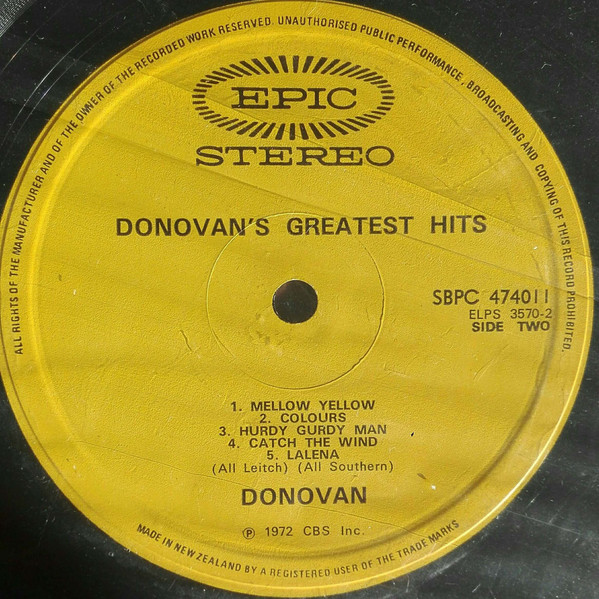 ALL RIGHTS OF THE MANUFACTURER AND OF THE OWNER OF THE RECORDED WORK RESERVED. UNAUTHORISED PUBLIC PERFORMANCE, BROADCASTING AND COPYING OF THIS RECORD PROHIBITED.
EPIC
STEREO
DONOVAN'S GREATEST HITS
SBPC 474011
ELPS 3570-2
SIDE TWO
1. MELLOW YELLOW
2. COLOURS
3. HURDY GURDY MAN
4. CATCH THE WIND
5. LALENA
(All Leitch) (All Southern)
DONOVAN
℗ 1972 CBS Inc.
MADE IN NEW ZEALAND BY A REGISTERED USER OF THE TRADE MARKS